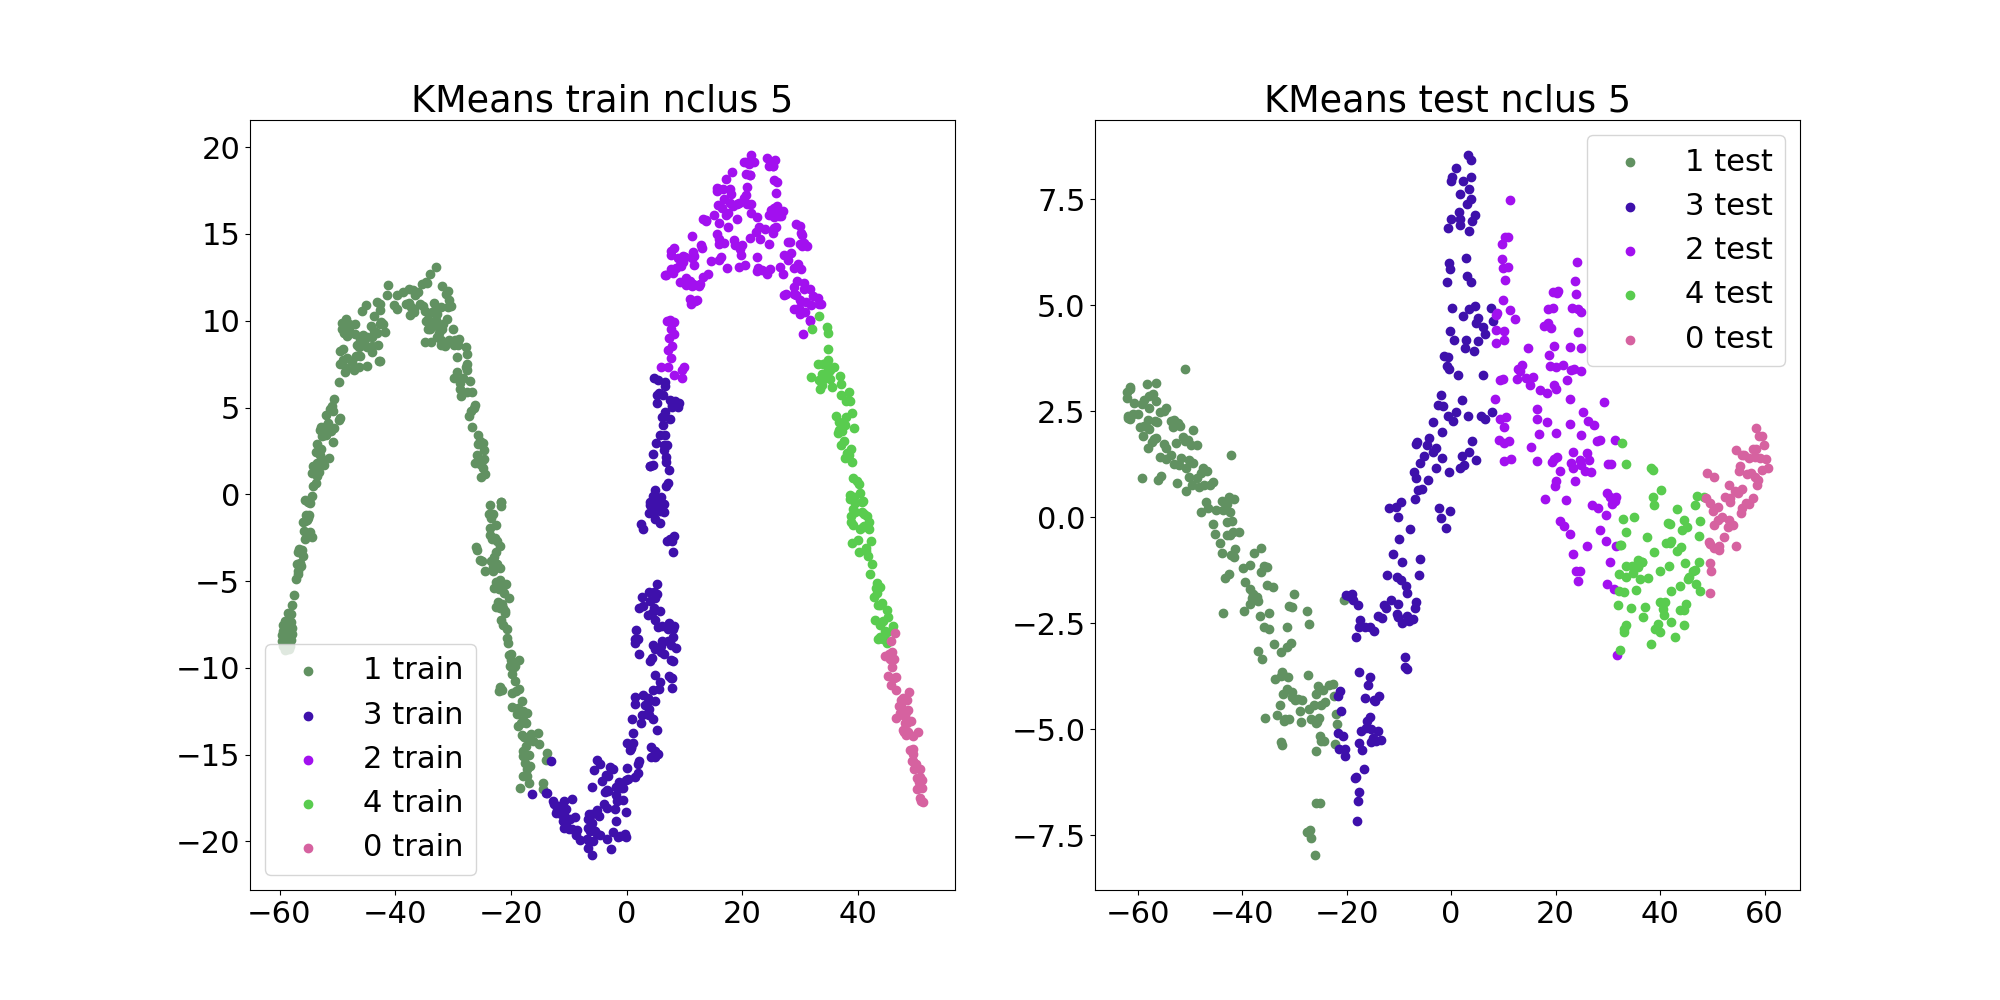 KMeans train nclus 5
20
15
10
5
0
−5
−10
−15
−20
1 train
3 train
2 train
4 train
0 train
−60 −40 −20 0 20 40
KMeans test nclus 5
7.5
5.0
2.5
0.0
−2.5
−5.0
−7.5
1 test
3 test
2 test
4 test
0 test
−60 −40 −20 0 20 40 60